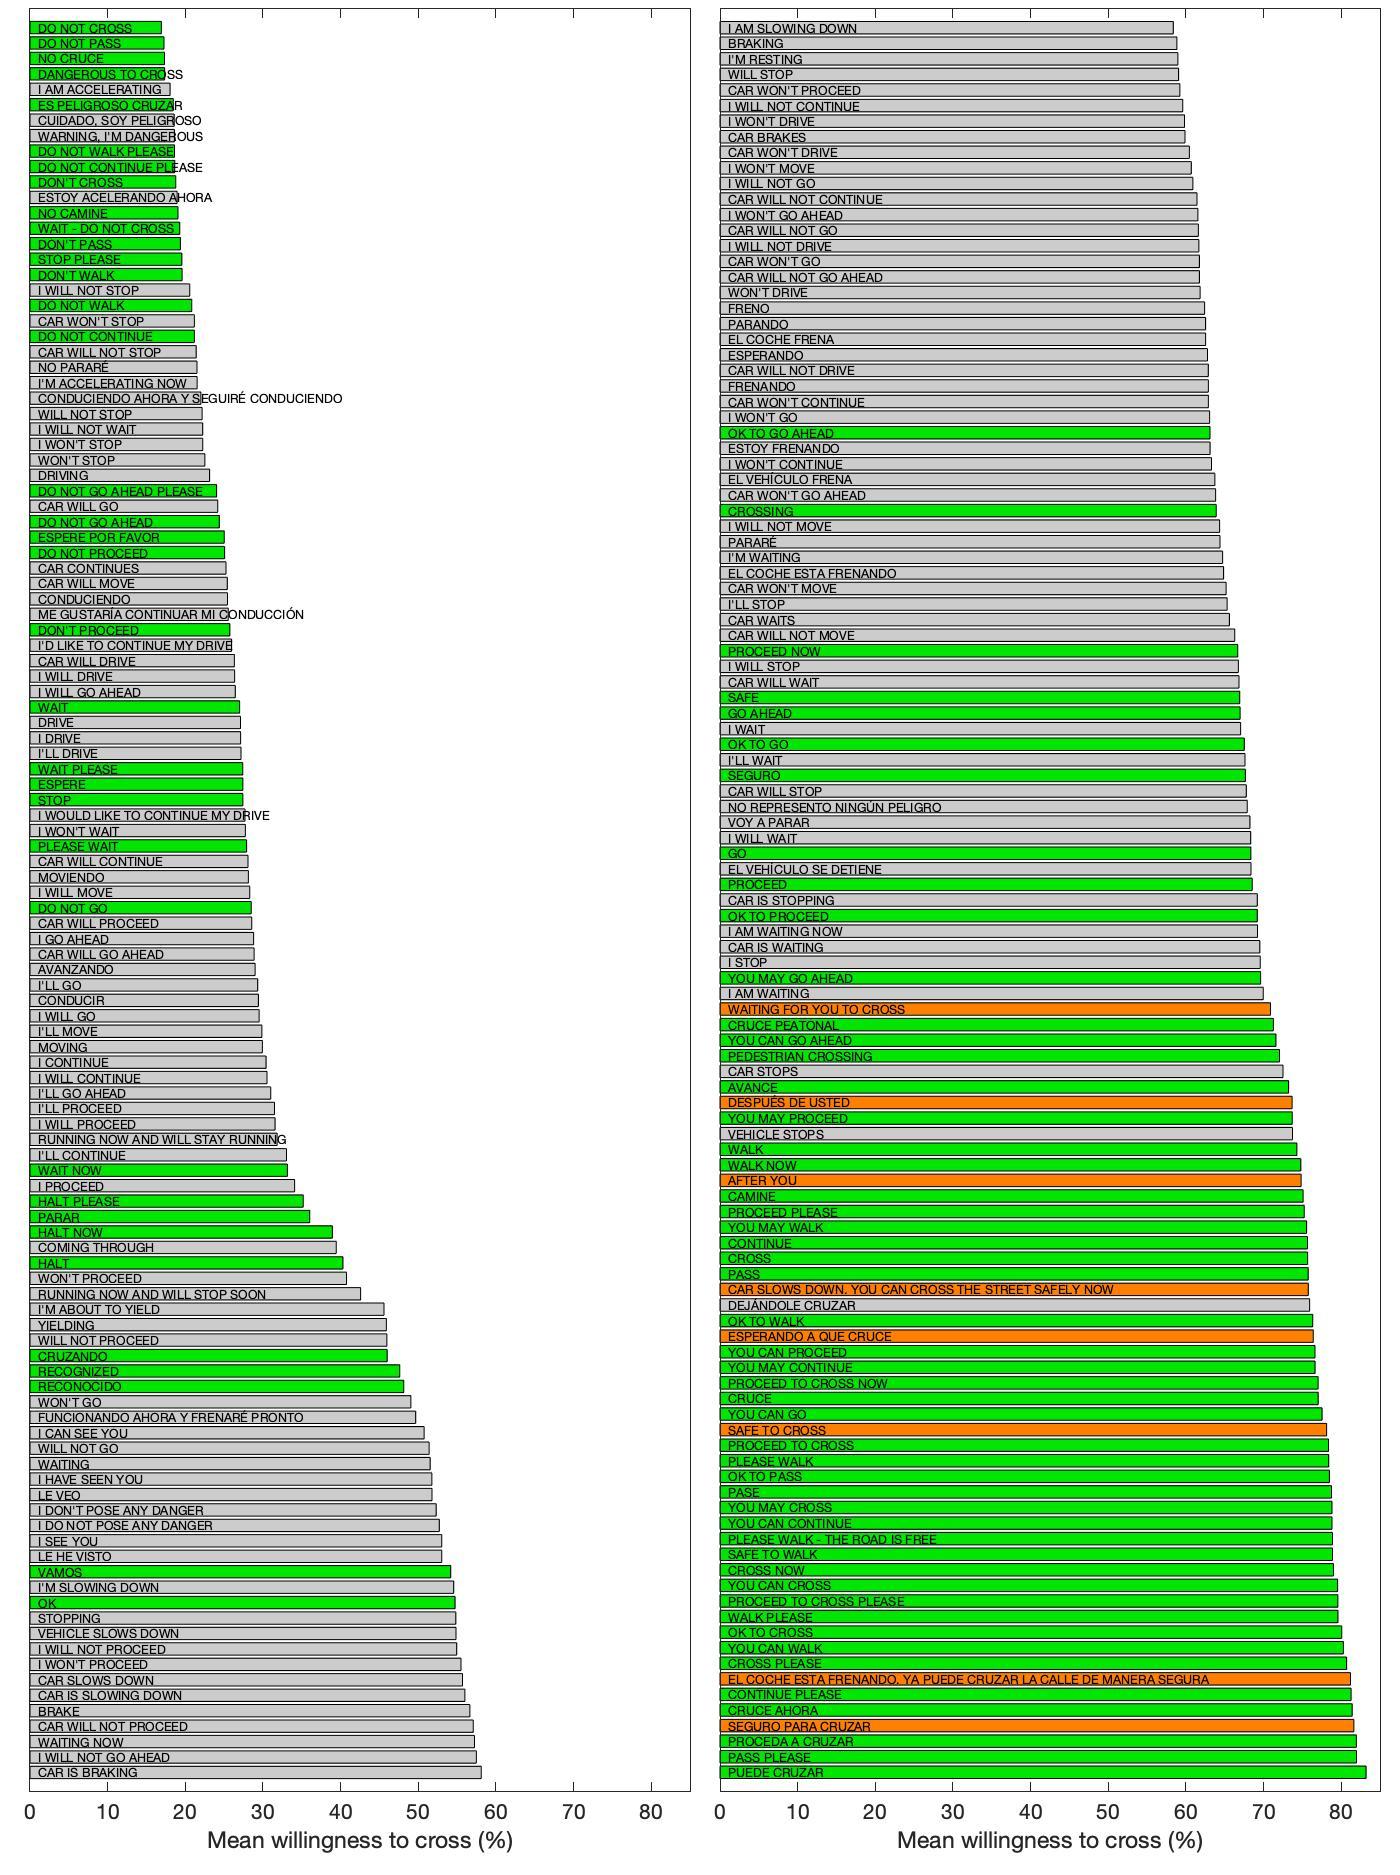 DO NOT CROSS
DO NOT PASS
NO CRUCE
DANGEROUS TO CROSS
I AM ACCELERATING
ES PELIGROSO CRUZAR
CUIDADO, SOY PELIGROSO
WARNING, I'M DANGEROUS
DO NOT WALK PLEASE
DO NOT CONTINUE PLEASE
DON'T CROSS
ESTOY ACELERANDO AHORA
NO CAMINE
WAIT - DO NOT CROSS
DON'T PASS
STOP PLEASE
DON'T WALK
I WILL NOT STOP
DO NOT WALK
CAR WON'T STOP
DO NOT CONTINUE
CAR WILL NOT STOP
NO PARARÉ
I'M ACCELERATING NOW
CONDUCIENDO AHORA Y SEGUIRÉ CONDUCIENDO
WILL NOT STOP
I WILL NOT WAIT
I WON'T STOP
WON'T STOP
DRIVING
DO NOT GO AHEAD PLEASE
CAR WILL GO
DO NOT GO AHEAD
ESPERE POR FAVOR
DO NOT PROCEED
CAR CONTINUES
CAR WILL MOVE
CONDUCIENDO
ME GUSTARÍA CONTINUAR MI CONDUCCIÓN
DON'T PROCEED
I'D LIKE TO CONTINUE MY DRIVE
CAR WILL DRIVE
I WILL DRIVE
I WILL GO AHEAD
WAIT
DRIVE
I DRIVE
I'LL DRIVE
WAIT PLEASE
ESPERE
STOP
I WOULD LIKE TO CONTINUE MY DRIVE
I WON'T WAIT
PLEASE WAIT
CAR WILL CONTINUE
MOVIENDO
I WILL MOVE
DO NOT GO
CAR WILL PROCEED
I GO AHEAD
CAR WILL GO AHEAD
AVANZANDO
I'LL GO
CONDUCIR
I WILL GO
I'LL MOVE
MOVING
I CONTINUE
I WILL CONTINUE
I'LL GO AHEAD
I'LL PROCEED
I WILL PROCEED
RUNNING NOW AND WILL STAY RUNNING
I'LL CONTINUE
WAIT NOW
I PROCEED
HALT PLEASE
PARAR
HALT NOW
COMING THROUGH
HALT
WON'T PROCEED
RUNNING NOW AND WILL STOP SOON
I'M ABOUT TO YIELD
YIELDING
WILL NOT PROCEED
CRUZANDO
RECOGNIZED
RECONOCIDO
WON'T GO
FUNCIONANDO AHORA Y FRENARÉ PRONTO
I CAN SEE YOU
WILL NOT GO
WAITING
I HAVE SEEN YOU
LE VEO
I DON'T POSE ANY DANGER
I DO NOT POSE ANY DANGER
I SEE YOU
LE HE VISTO
VAMOS
I'M SLOWING DOWN
OK
STOPPING
VEHICLE SLOWS DOWN
I WILL NOT PROCEED
I WON'T PROCEED
CAR SLOWS DOWN
CAR IS SLOWING DOWN
BRAKE
CAR WILL NOT PROCEED
WAITING NOW
I WILL NOT GO AHEAD
CAR IS BRAKING
0 10 20 30 40 50 60 70 80
Mean willingness to cross (%)
I AM SLOWING DOWN
BRAKING
I'M RESTING
WILL STOP
CAR WON'T PROCEED
I WILL NOT CONTINUE
I WON'T DRIVE
CAR BRAKES
CAR WON'T DRIVE
I WON'T MOVE
I WILL NOT GO
CAR WILL NOT CONTINUE
I WON'T GO AHEAD
CAR WILL NOT GO
I WILL NOT DRIVE
CAR WON'T GO
CAR WILL NOT GO AHEAD
WON'T DRIVE
FRENO
PARANDO
EL COCHE FRENA
ESPERANDO
CAR WILL NOT DRIVE
FRENANDO
CAR WON'T CONTINUE
I WON'T GO
OK TO GO AHEAD
ESTOY FRENANDO
I WON'T CONTINUE
EL VEHÍCULO FRENA
CAR WON'T GO AHEAD
CROSSING
I WILL NOT MOVE
PARARÉ
I'M WAITING
EL COCHE ESTA FRENANDO
CAR WON'T MOVE
I'LL STOP
CAR WAITS
CAR WILL NOT MOVE
PROCEED NOW
I WILL STOP
CAR WILL WAIT
SAFE
GO AHEAD
I WAIT
OK TO GO
I'LL WAIT
SEGURO
CAR WILL STOP
NO REPRESENTO NINGÚN PELIGRO
VOY A PARAR
I WILL WAIT
GO
EL VEHÍCULO SE DETIENE
PROCEED
CAR IS STOPPING
OK TO PROCEED
I AM WAITING NOW
CAR IS WAITING
I STOP
YOU MAY GO AHEAD
I AM WAITING
WAITING FOR YOU TO CROSS
CRUCE PEATONAL
YOU CAN GO AHEAD
PEDESTRIAN CROSSING
CAR STOPS
AVANCE
DESPUÉS DE USTED
YOU MAY PROCEED
VEHICLE STOPS
WALK
WALK NOW
AFTER YOU
CAMINE
PROCEED PLEASE
YOU MAY WALK
CONTINUE
CROSS
PASS
CAR SLOWS DOWN. YOU CAN CROSS THE STREET SAFELY NOW
DEJÁNDOLE CRUZAR
OK TO WALK
ESPERANDO A QUE CRUCE
YOU CAN PROCEED
YOU MAY CONTINUE
PROCEED TO CROSS NOW
CRUCE
YOU CAN GO
SAFE TO CROSS
PROCEED TO CROSS
PLEASE WALK
OK TO PASS
PASE
YOU MAY CROSS
YOU CAN CONTINUE
PLEASE WALK - THE ROAD IS FREE
SAFE TO WALK
CROSS NOW
YOU CAN CROSS
PROCEED TO CROSS PLEASE
WALK PLEASE
OK TO CROSS
YOU CAN WALK
CROSS PLEASE
EL COCHE ESTA FRENANDO, YA PUEDE CRUZAR LA CALLE DE MANERA SEGURA
CONTINUE PLEASE
CRUCE AHORA
SEGURO PARA CRUZAR
PROCEDA A CRUZAR
PASS PLEASE
PUEDE CRUZAR
0 10 20 30 40 50 60 70 80
Mean willingness to cross (%)